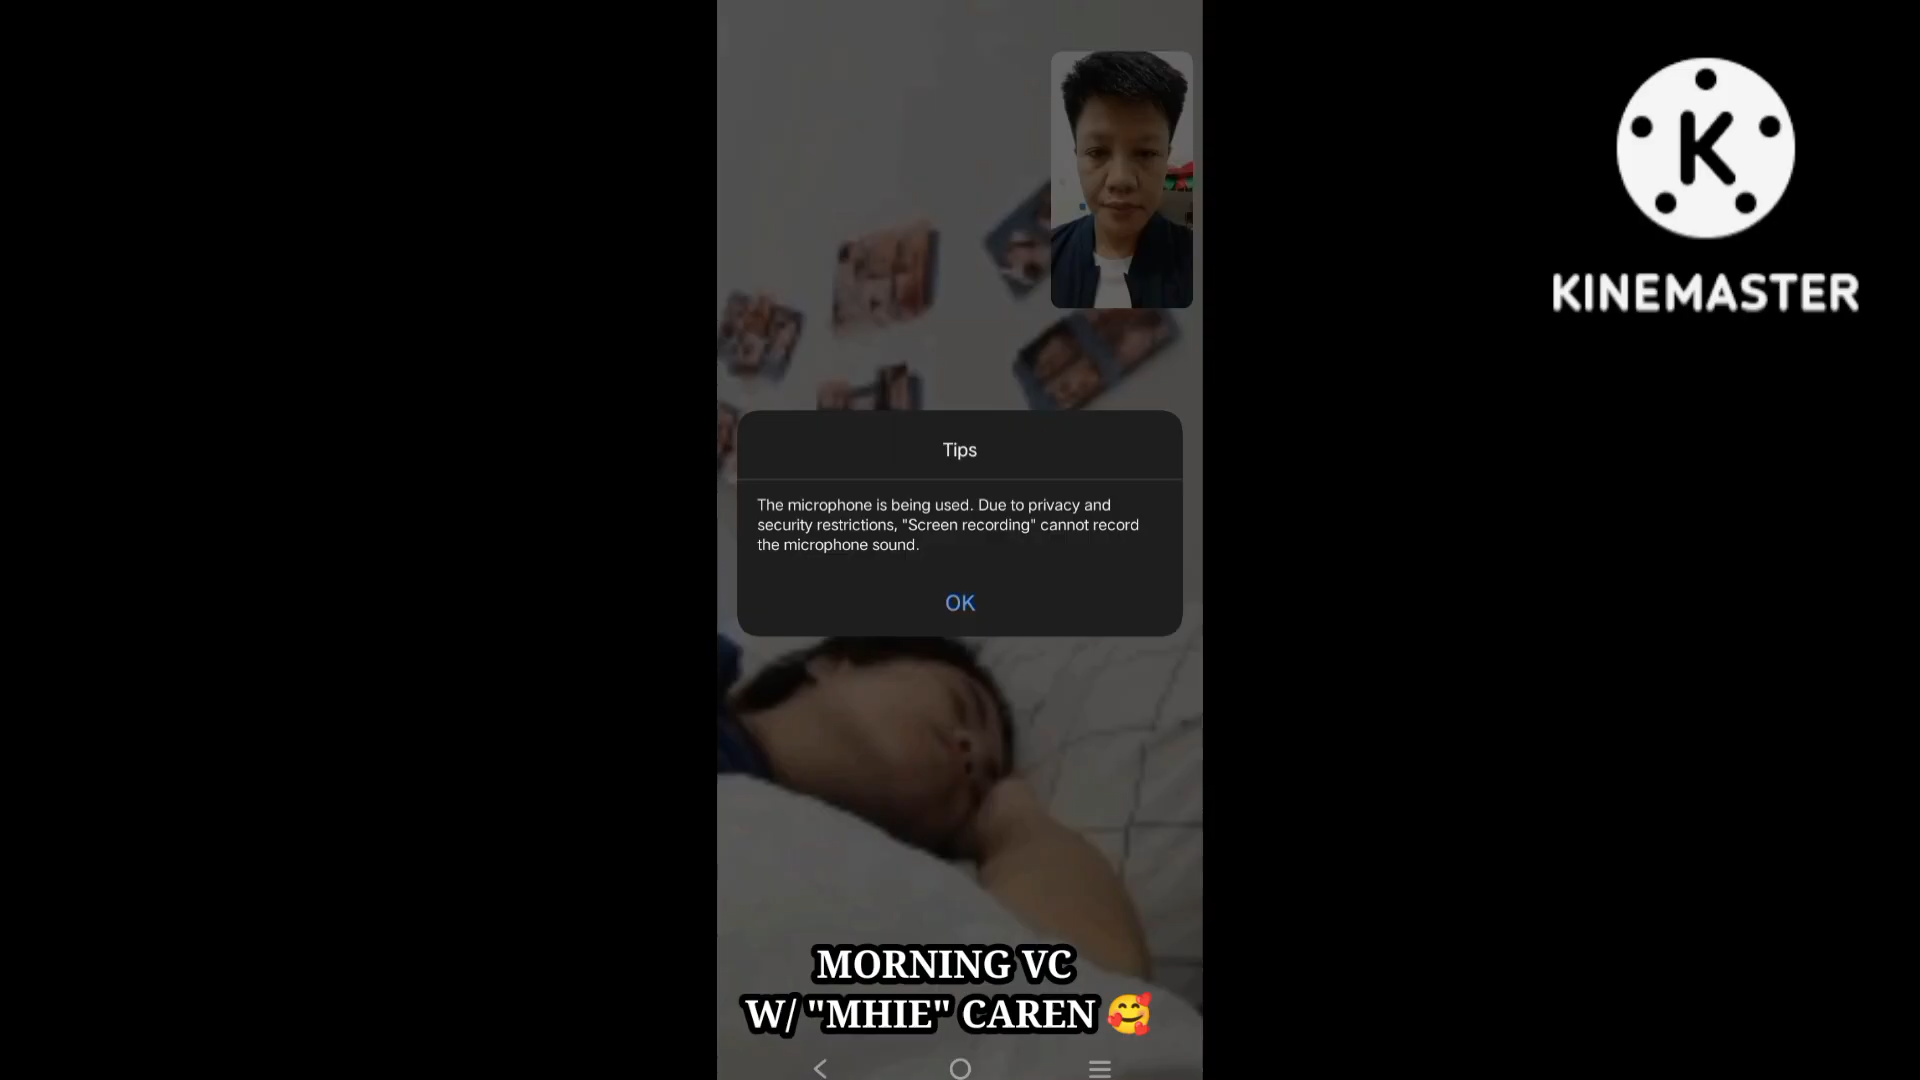 K
KINEMASTER
Tips
The microphone is being used. Due to privacy and
security restrictions, "Screen recording" cannot record
the microphone sound.
OK
MORNING VC
W/ "MHIE" CAREN 🥰